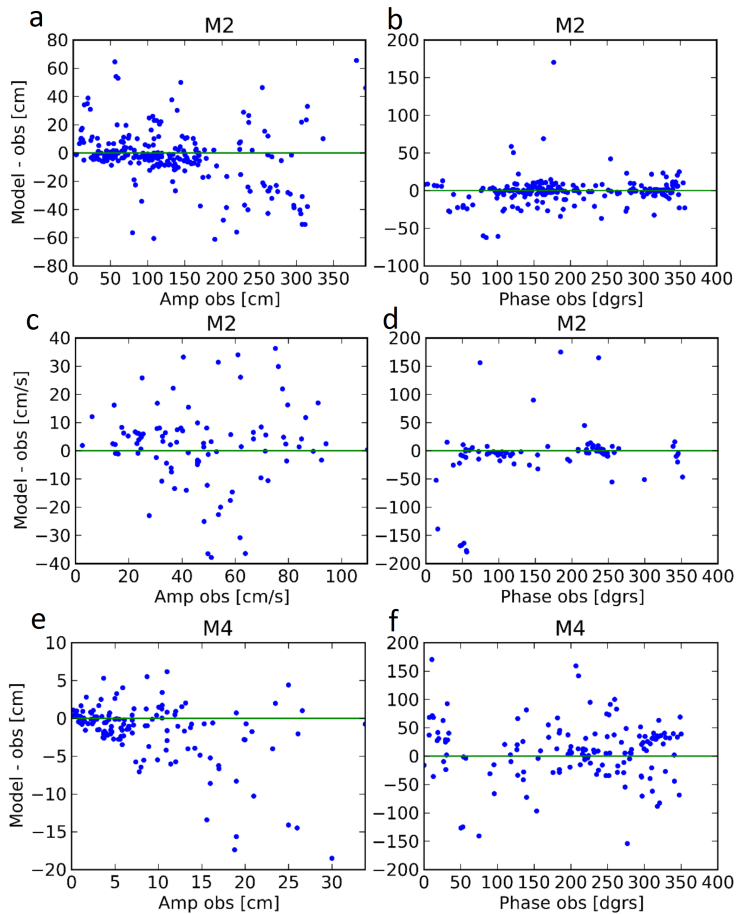 a M2 b M2
80 200
60 150
40
20 100
0 50
−20 0
−40 −50
−60
−80 −100
0 50 100 150 200 250 300 350 0 50 100 150 200 250 300 350 400
Model - obs [cm]
Amp obs [cm] Phase obs [dgrs]
c M2 d M2
40 200
30 150
20 100
10 50
0 0
−10 −50
−20 −100
−30 −150
−40 −200
0 20 40 60 80 100 0 50 100 150 200 250 300 350 400
Model - obs [cm/s]
Amp obs [cm/s] Phase obs [dgrs]
e M4 f M4
10 200
5 150
0 100
−5 50
−10 0
−15 −50
−20 −100
−150
−200
0 5 10 15 20 25 30 0 50 100 150 200 250 300 350 400
Model - obs [cm]
Amp obs [cm] Phase obs [dgrs]